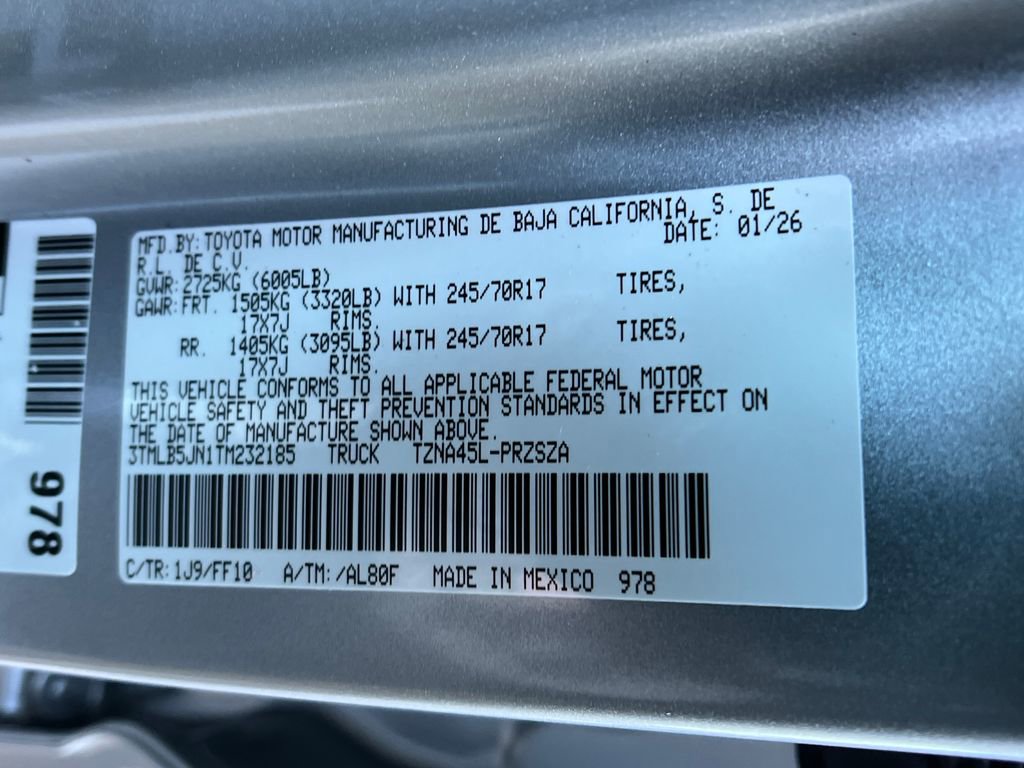 MFD.BY:TOYOTA MOTOR MANUFACTURING DE BAJA CALIFORNIA, S. DE
R.L. DE C.V. DATE: 01/26
GVWR:2725KG (6005LB)
GAWR:FRT. 1505KG (3320LB) WITH 245/70R17 TIRES,
17X7J RIMS.
RR. 1405KG (3095LB) WITH 245/70R17 TIRES,
17X7J RIMS.
THIS VEHICLE CONFORMS TO ALL APPLICABLE FEDERAL MOTOR
VEHICLE SAFETY AND THEFT PREVENTION STANDARDS IN EFFECT ON
THE DATE OF MANUFACTURE SHOWN ABOVE.
3TMLB5JN1TM232185 TRUCK TZNA45L-PRZSZA
C/TR:1J9/FF10 A/TM:/AL80F MADE IN MEXICO 978
978